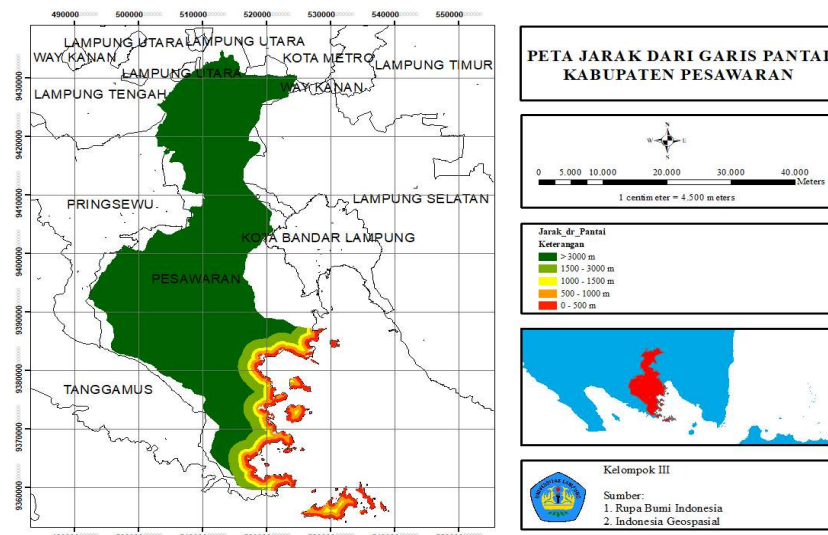 490000 500000 510000 520000 530000 540000 550000
LAMPUNG UTARA LAMPUNG UTARA
WAY KANAN
KOTA METRO
LAMPUNG TIMUR
LAMPUNG UTARA
WAY KANAN
LAMPUNG TENGAH
PRINGSEWU
LAMPUNG SELATAN
KOTA BANDAR LAMPUNG
PESAWARAN
TANGGAMUS
9430000
9420000
9410000
9400000
9390000
9380000
9370000
9360000
PETA JARAK DARI GARIS PANTAI
KABUPATEN PESAWARAN
N
W E
S
0 5.000 10.000 20.000 30.000 40.000
Meters
1 centimeter = 4,500 meters
Jarak_dr_Pantai
Keterangan
> 3000 m
1500 - 3000 m
1000 - 1500 m
500 - 1000 m
0 - 500 m
Kelompok III
Sumber:
1. Rupa Bumi Indonesia
2. Indonesia Geospasial
UNIVERSITAS LAMPUNG